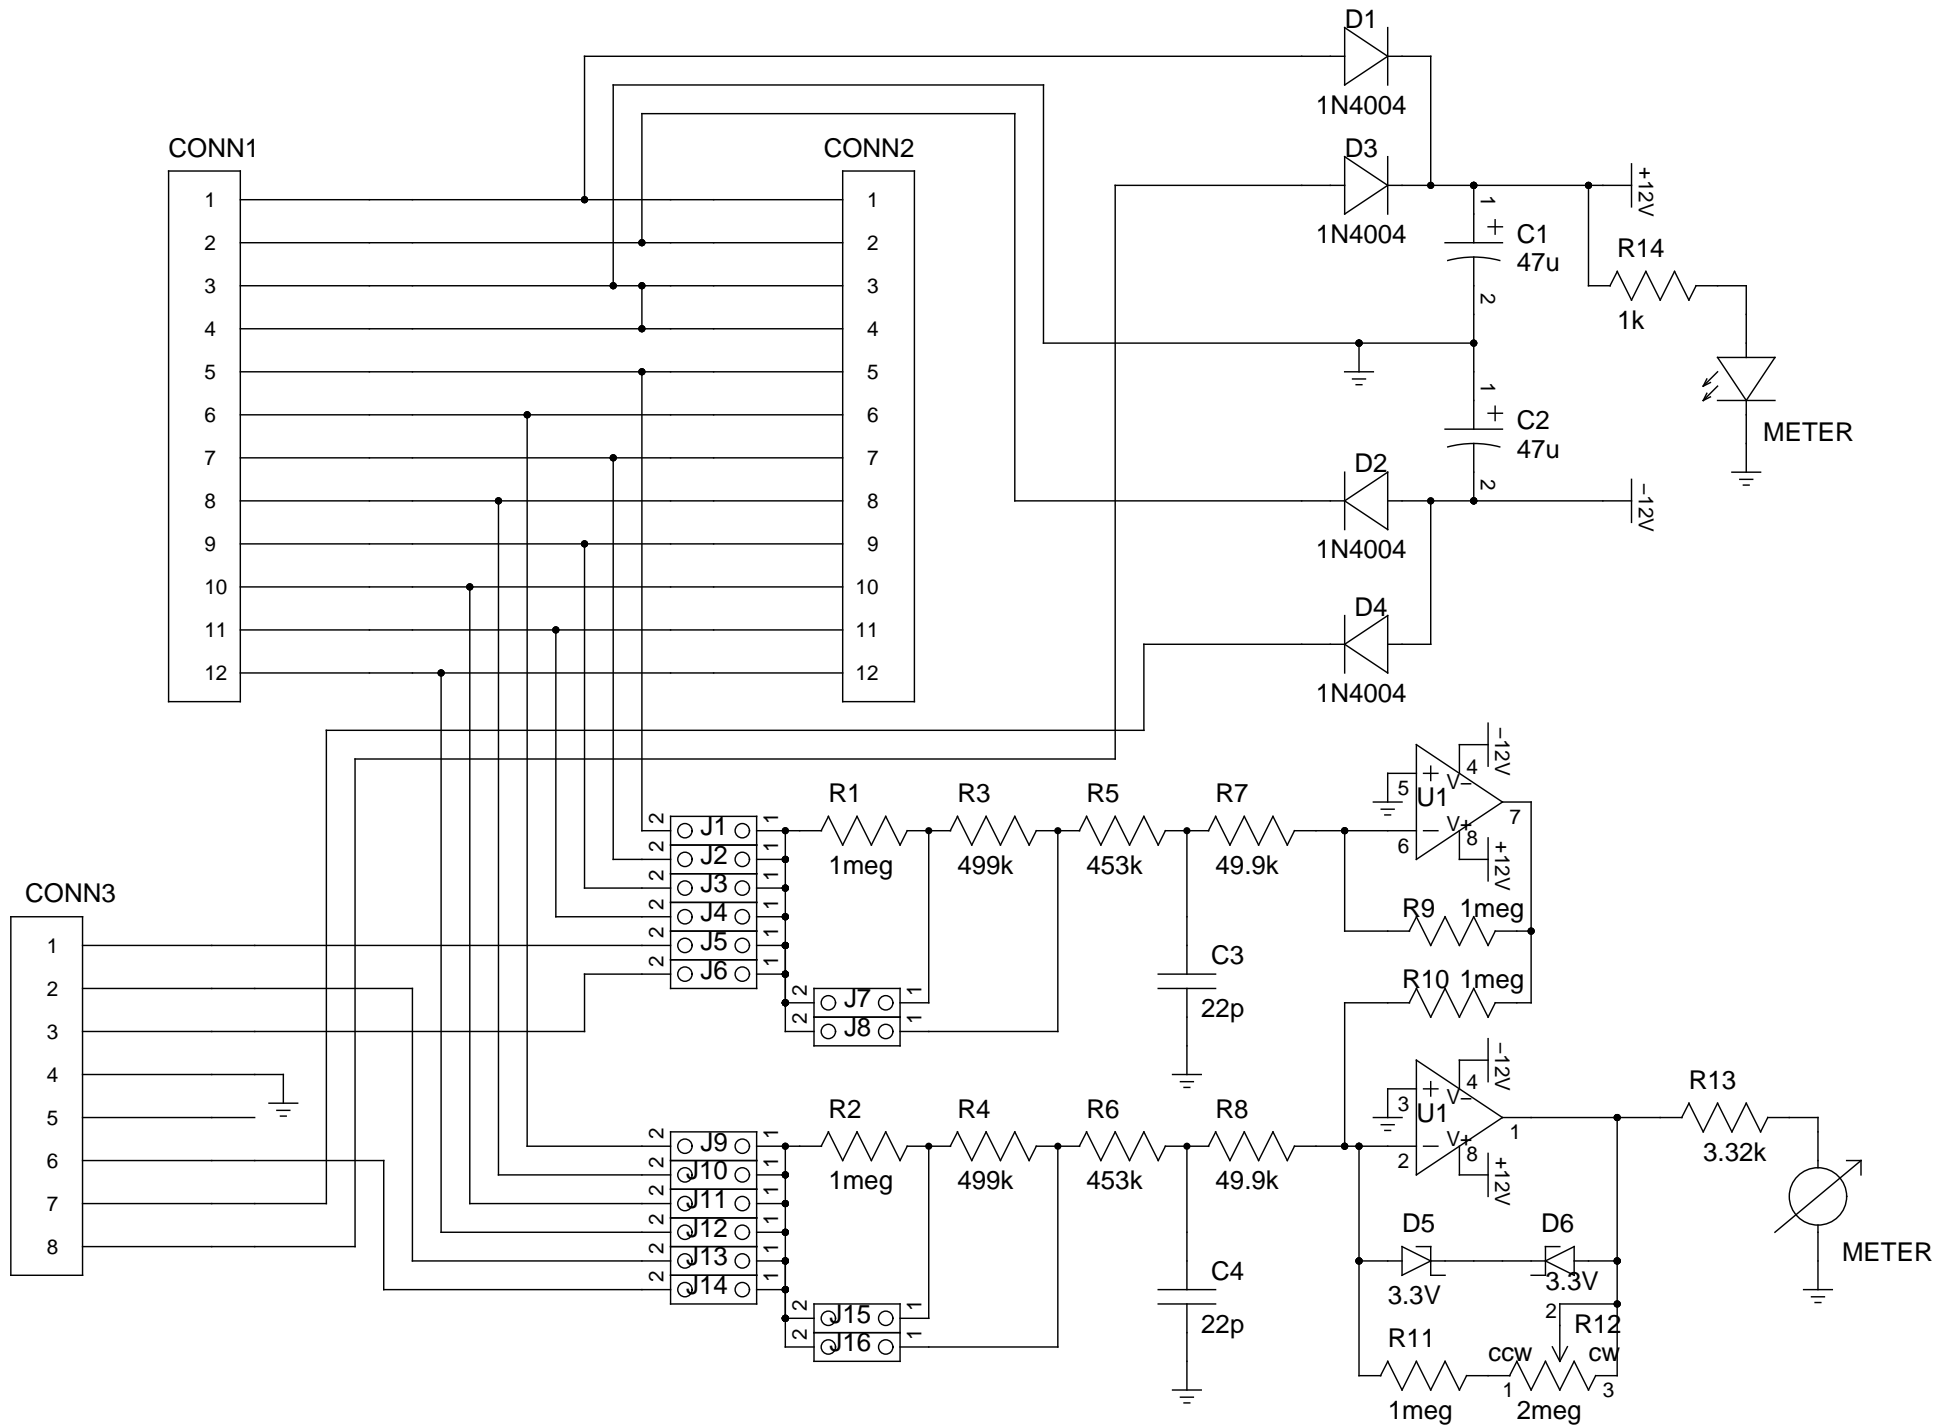 D1
1N4004
CONN1
CONN2
D3
1N4004
+12V
1
+
C1
47u
2
R14
1k
1
2
3
4
5
6
7
8
9
10
11
12
1
2
3
4
5
6
7
8
9
10
11
12
1
+
C2
47u
2
METER
D2
1N4004
-12V
D4
1N4004
CONN3
1
2
3
4
5
6
7
8
2 J1 1
2 J2 1
2 J3 1
2 J4 1
2 J5 1
2 J6 1
2 J7 1
2 J8 1
R1
1meg
R3
499k
R5
453k
R7
49.9k
C3
22p
-12V
4
V-
+
5
U1
-
6
V+
8
7
+12V
R9 1meg
R10 1meg
2 J9 1
2 J10 1
2 J11 1
2 J12 1
2 J13 1
2 J14 1
2 J15 1
2 J16 1
R2
1meg
R4
499k
R6
453k
R8
49.9k
C4
22p
-12V
4
V-
+
3
U1
-
2
V+
8
1
+12V
R13
3.32k
METER
D5
3.3V
D6
3.3V
2
R12
R11
1meg
ccw
cw
1
3
2meg